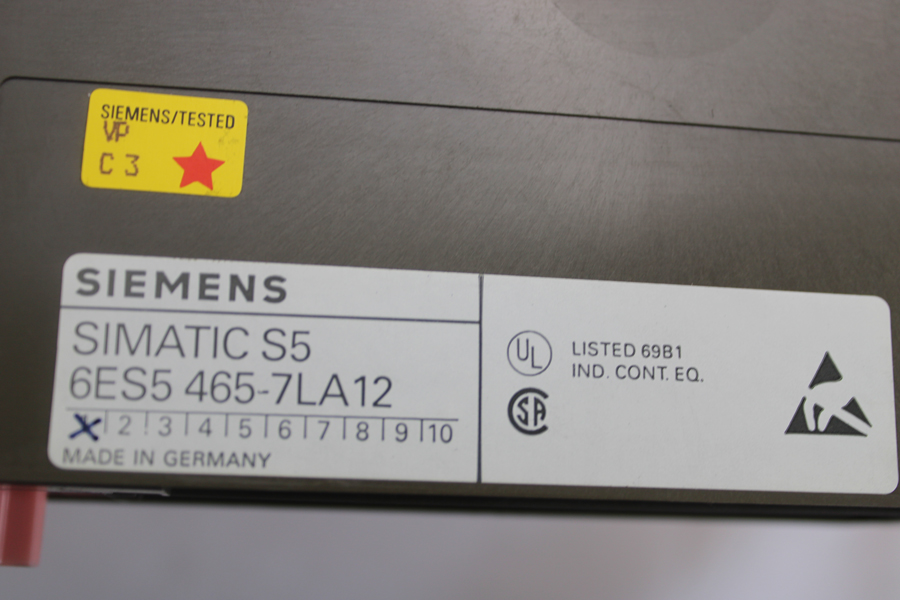 SIEMENS/TESTED
VP
C 3
SIEMENS
SIMATIC S5
6ES5 465-7LA12
X 2 3 4 5 6 7 8 9 10
MADE IN GERMANY
UL
LISTED 69B1
IND. CONT. EQ.
SA